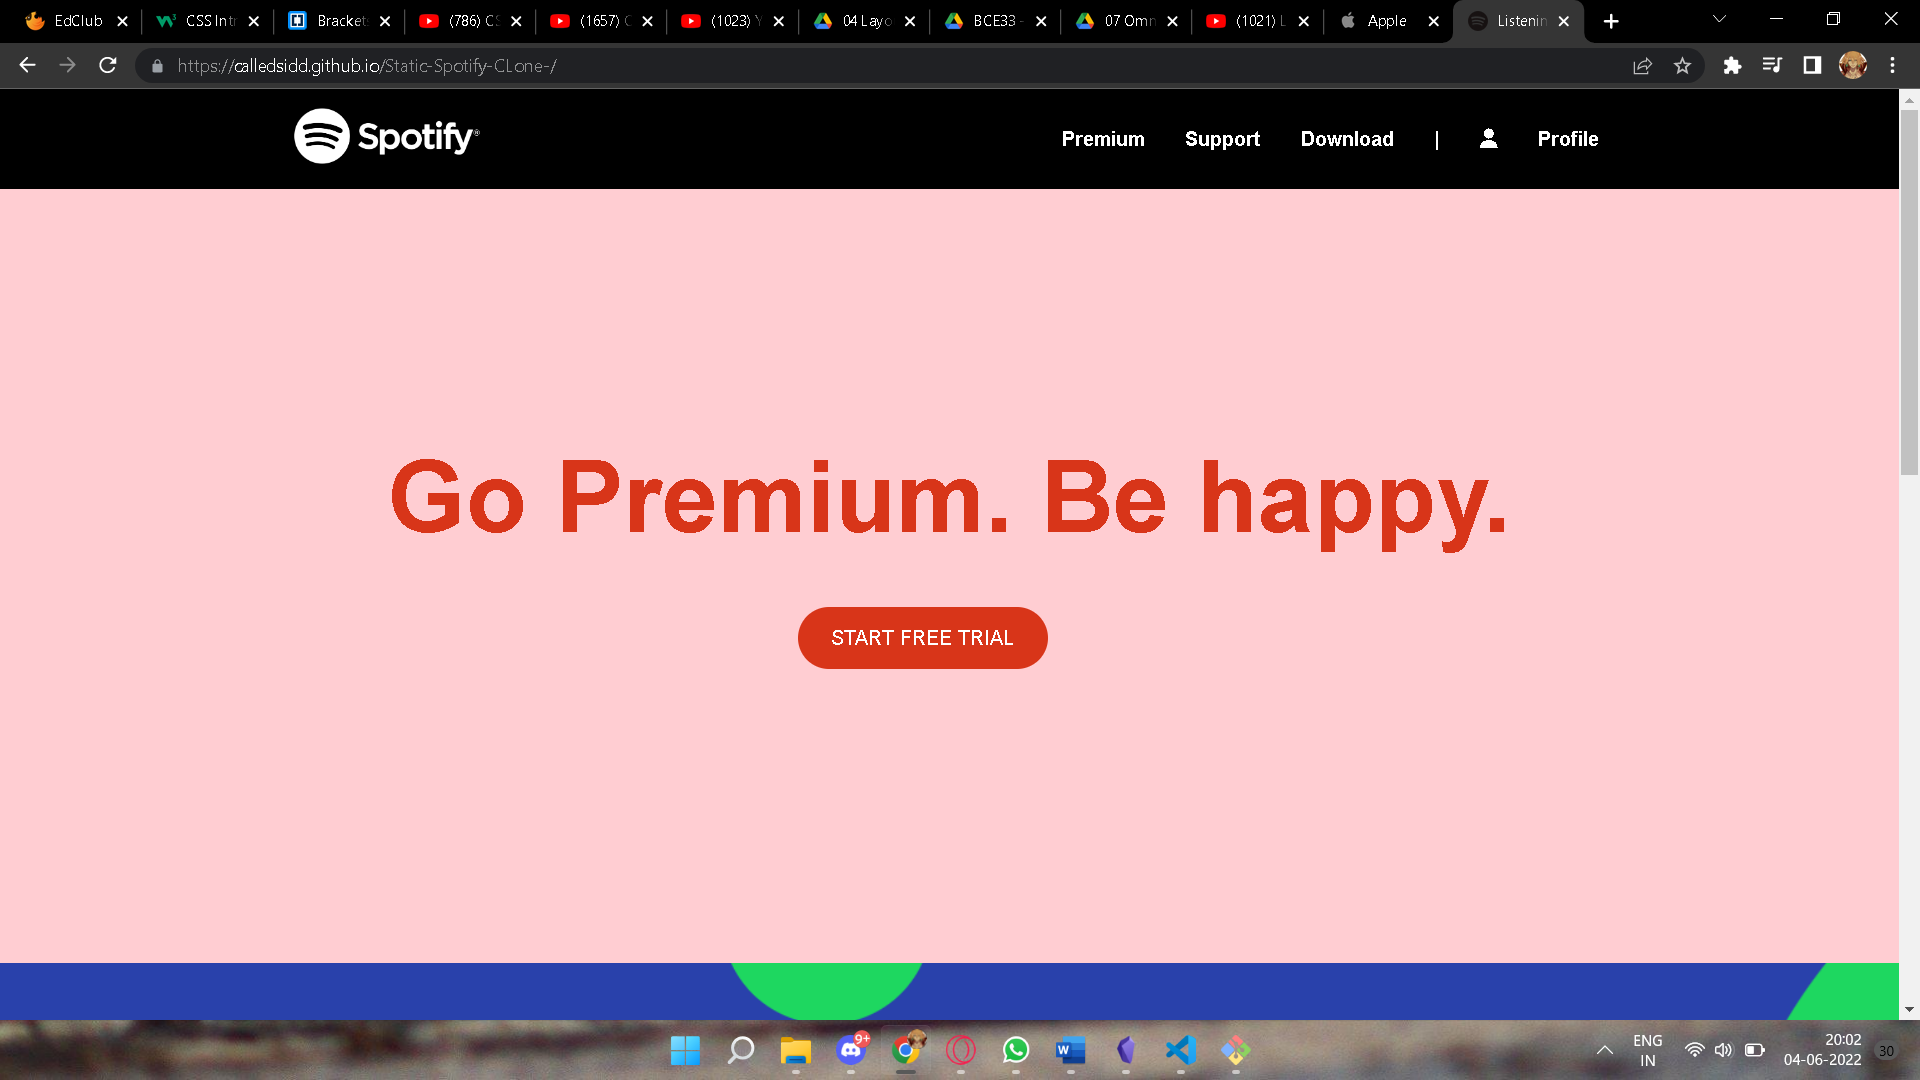 EdClub
CSS Intr
Brackets
(786) CS
(1657) C
(1023) Y
04 Layo
BCE33 -
07 Omn
(1021) L
Apple
Listenin
https://calledsidd.github.io/Static-Spotify-CLone-/
Spotify®
Premium
Support
Download
|
Profile
Go Premium. Be happy.
START FREE TRIAL
9+
ENG
IN
20:02
04-06-2022
30